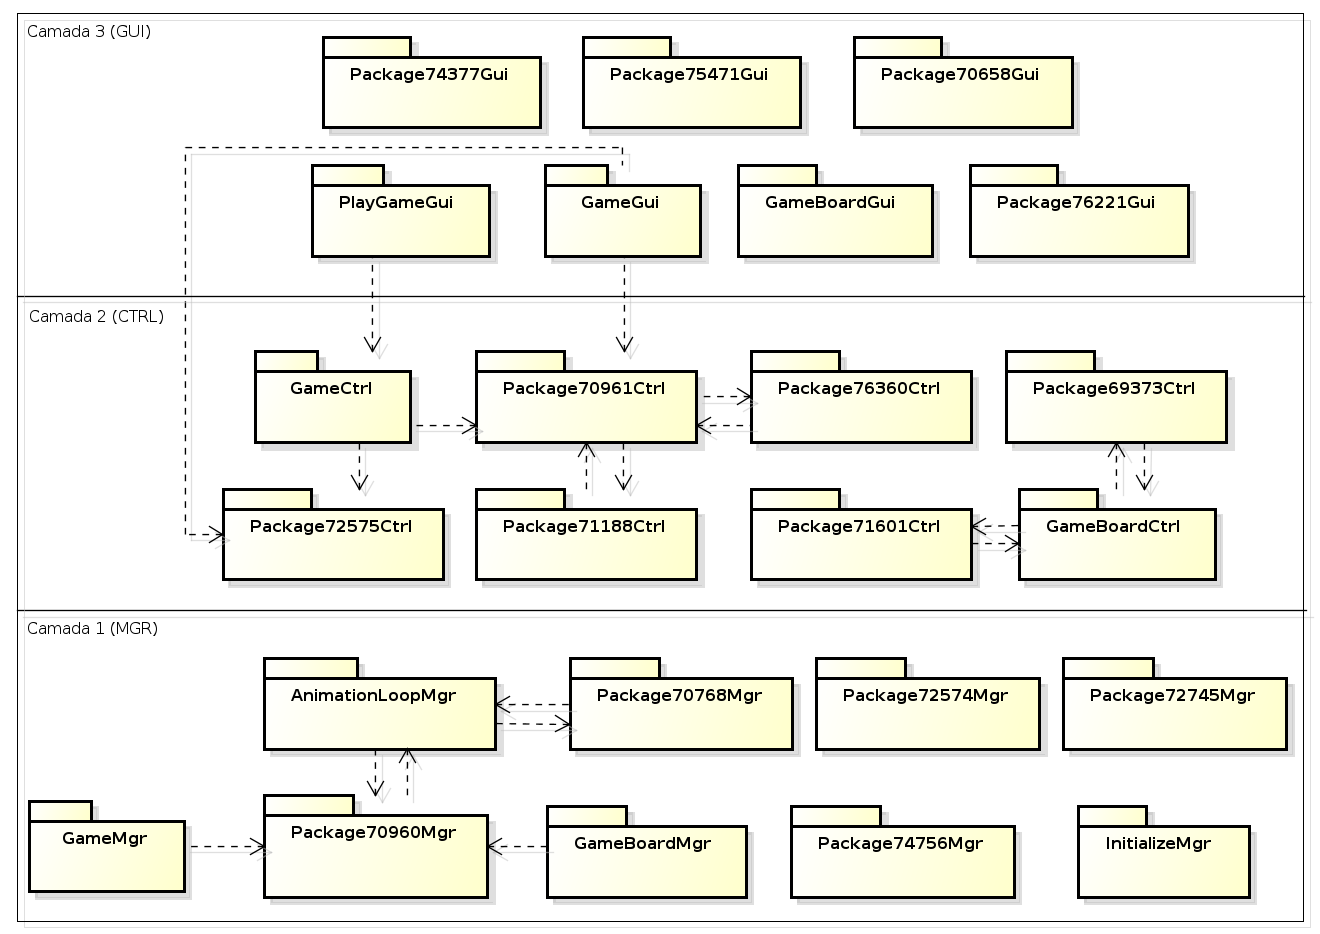 Camada 3 (GUI)
Package74377Gui
Package75471Gui
Package70658Gui
PlayGameGui
GameGui
GameBoardGui
Package76221Gui
Camada 2 (CTRL)
GameCtrl
Package70961Ctrl
Package76360Ctrl
Package69373Ctrl
Package72575Ctrl
Package71188Ctrl
Package71601Ctrl
GameBoardCtrl
Camada 1 (MGR)
AnimationLoopMgr
Package70768Mgr
Package72574Mgr
Package72745Mgr
GameMgr
Package70960Mgr
GameBoardMgr
Package74756Mgr
InitializeMgr